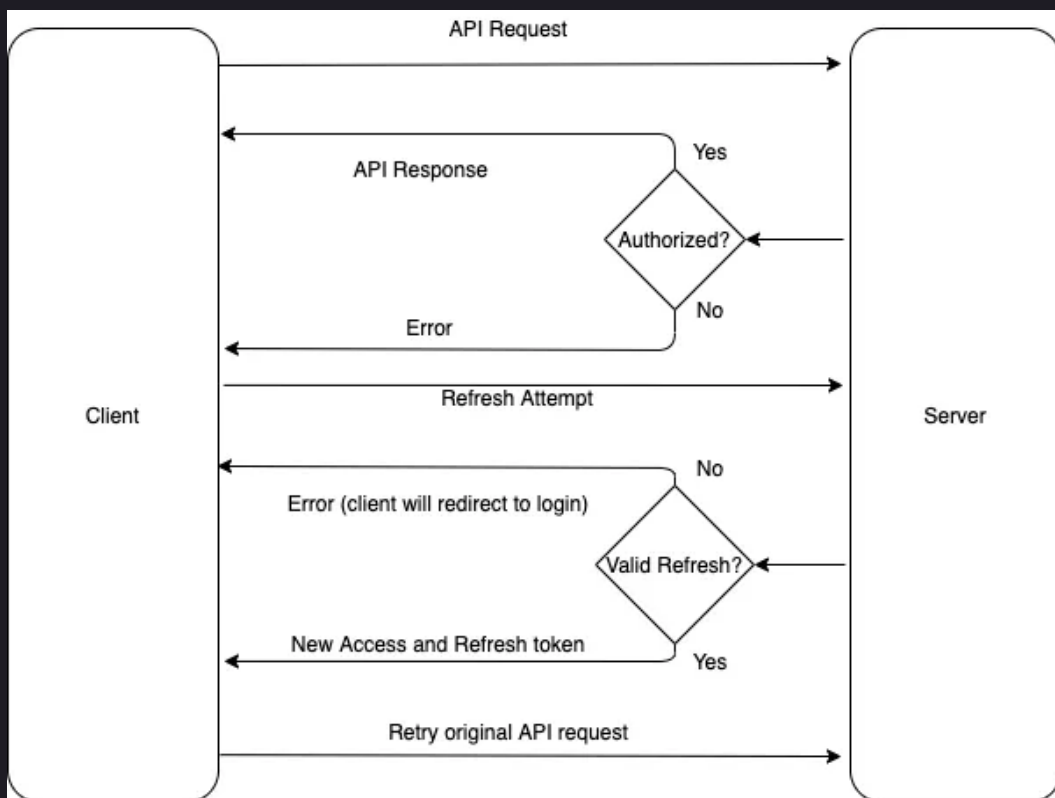 API Request
Yes
API Response
Authorized?
No
Error
Refresh Attempt
Client
Server
No
Error (client will redirect to login)
Valid Refresh?
New Access and Refresh token
Yes
Retry original API request